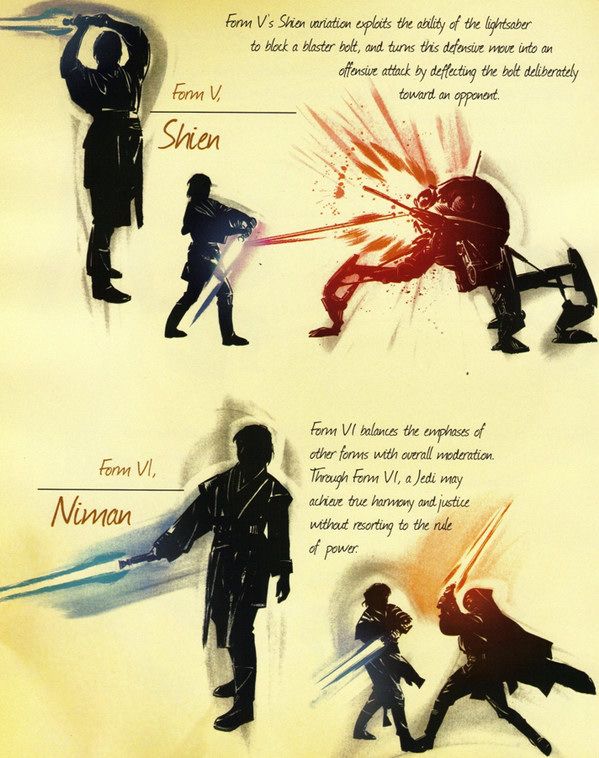 Form V's Shien variation exploits the ability of the lightsaber
to block a blaster bolt, and turns this defensive move into an
offensive attack by deflecting the bolt deliberately
toward an opponent.
Form V,
Shien
Form VI balances the emphases of
other forms with overall moderation.
Through Form VI, a Jedi may
achieve true harmony and justice
without resorting to the rule
of power.
Form VI,
Niman